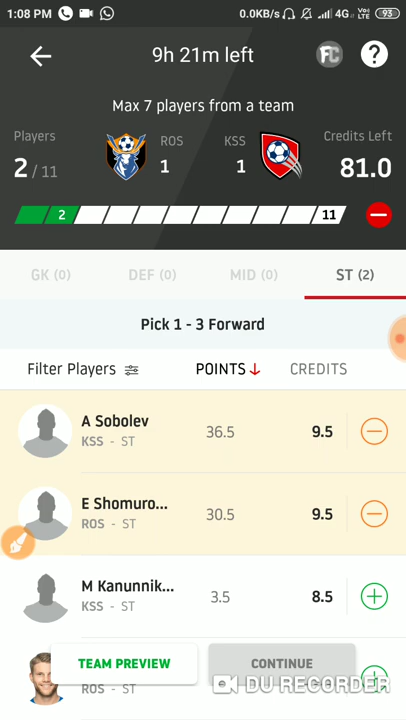 1:08 PM 0.0KB/s 4G Vo LTE 93
9h 21m left
FC ?
Max 7 players from a team
Players ROS KSS Credits Left
2 / 11 1 1 81.0
2 11
GK (0) DEF (0) MID (0) ST (2)
Pick 1 - 3 Forward
Filter Players POINTS CREDITS
A Sobolev
KSS - ST 36.5 9.5
E Shomuro...
ROS - ST 30.5 9.5
M Kanunnik...
KSS - ST 3.5 8.5
TEAM PREVIEW CONTINUE
ROS - ST DU RECORDER